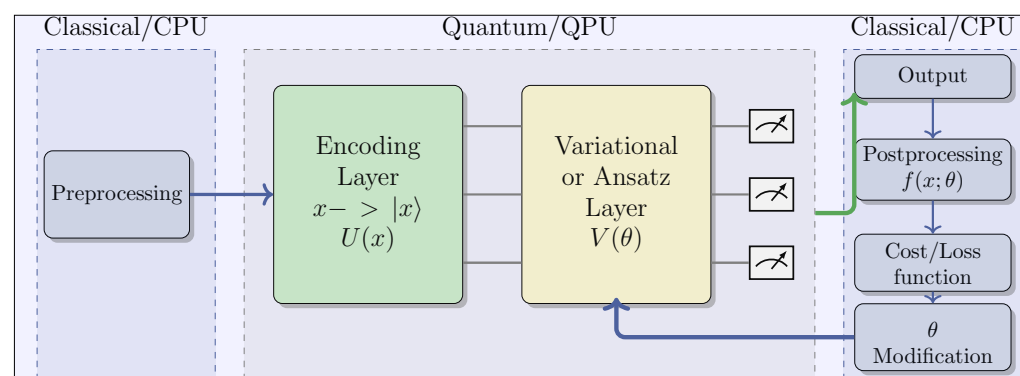 Classical/CPU
Quantum/QPU
Classical/CPU
Preprocessing
Encoding
Layer
x− > |x⟩
U(x)
Variational
or Ansatz
Layer
V(θ)
Output
Postprocessing
f(x; θ)
Cost/Loss
function
θ
Modification